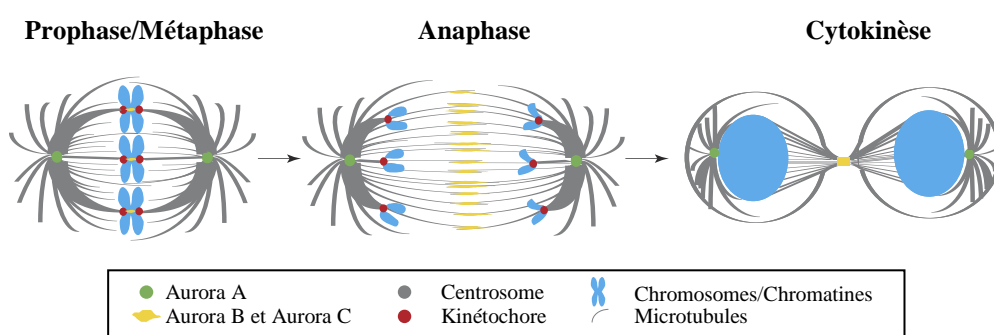 Prophase/Métaphase
Anaphase
Cytokinèse
Aurora A
Centrosome
Chromosomes/Chromatines
Aurora B et Aurora C
Kinétochore
Microtubules